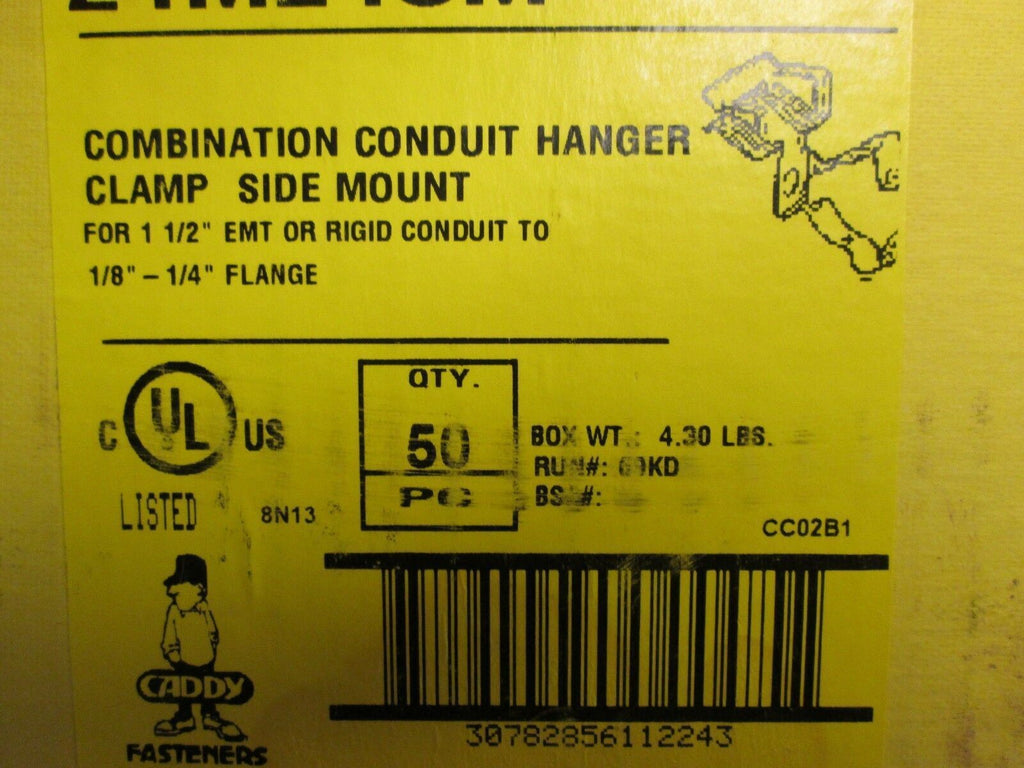 COMBINATION CONDUIT HANGER
CLAMP SIDE MOUNT
FOR 1 1/2" EMT OR RIGID CONDUIT TO
1/8" – 1/4" FLANGE
QTY.
50
PC
C UL US
LISTED
8N13
BOX WT.: 4.30 LBS.
CC02B1
CADDY
FASTENERS
30782856112243